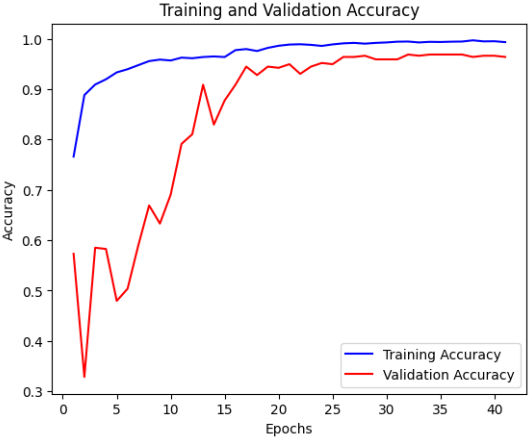 Training and Validation Accuracy
1.0
0.9
0.8
0.7
0.6
0.5
0.4
0.3
Accuracy
Training Accuracy
Validation Accuracy
0 5 10 15 20 25 30 35 40
Epochs